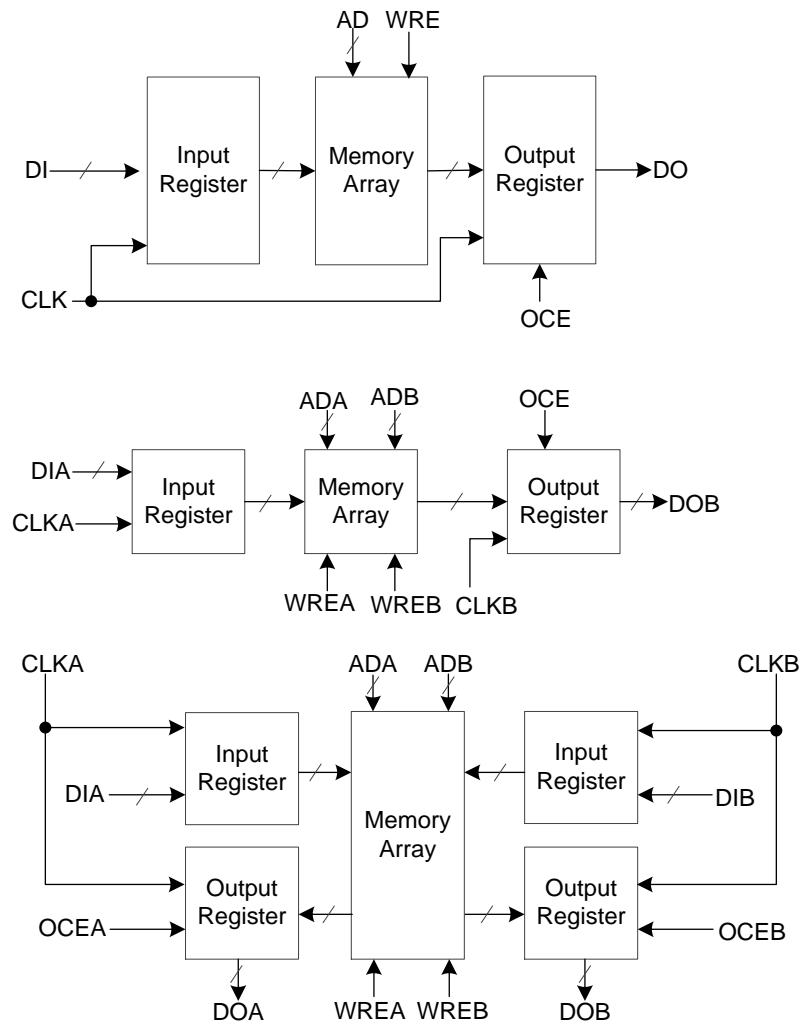 AD WRE
DI
Input
Register
Memory
Array
Output
Register
DO
CLK
OCE
ADA ADB
OCE
DIA
CLKA
Input
Register
Memory
Array
Output
Register
DOB
WREA WREB
CLKB
CLKA
ADA ADB
CLKB
Input
Register
Input
Register
DIA
DIB
Memory
Array
Output
Register
Output
Register
OCEA
OCEB
DOA
WREA WREB
DOB